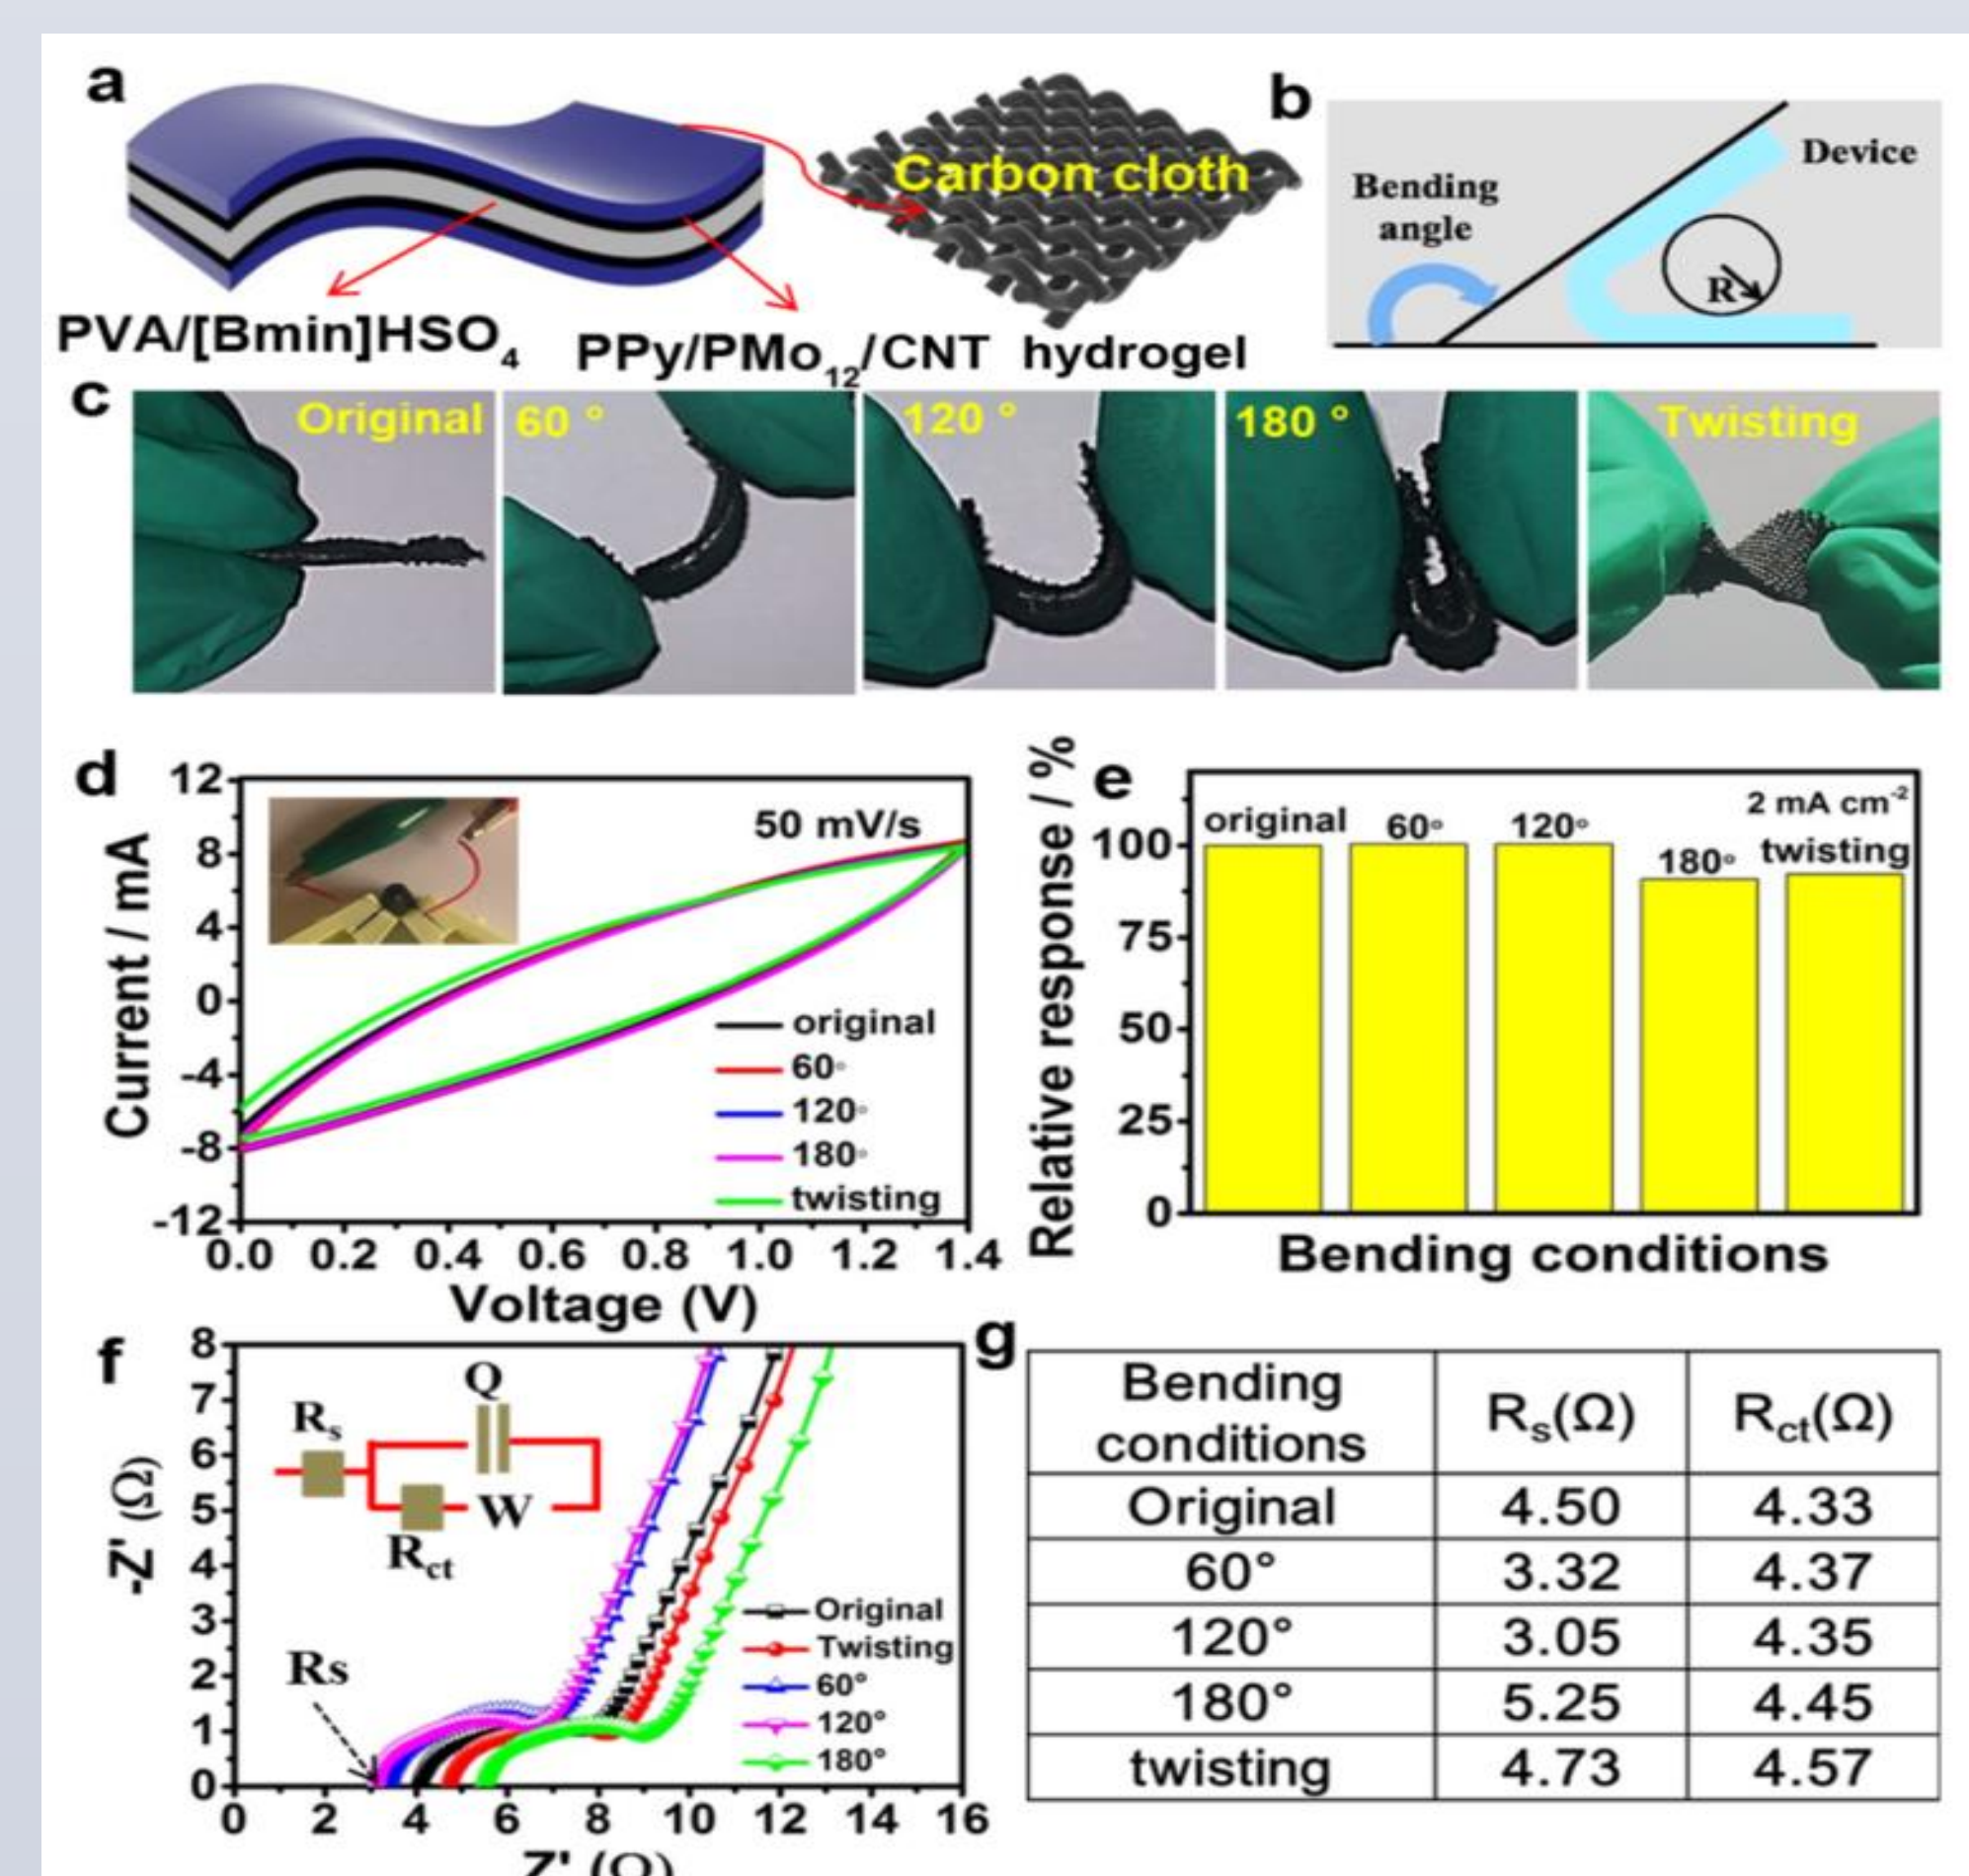 a
Carbon cloth
PVA/[Bmin]HSO4
PPy/PMo12/CNT hydrogel
b
Bending
angle
Device
R
c
Original
60 °
120 °
180 °
Twisting
d
12
8
4
0
-4
-8
-12
Current / mA
50 mV/s
original
60°
120°
180°
twisting
0.0 0.2 0.4 0.6 0.8 1.0 1.2 1.4
Voltage (V)
e
Relative response / %
100
75
50
25
0
2 mA cm-2
original 60° 120° 180° twisting
Bending conditions
f
8
7
6
5
4
3
2
1
0
-Z' (Ω)
Rs
Q
Rct
W
Rs
Original
Twisting
60°
120°
180°
0 2 4 6 8 10 12 14 16
Z' (Ω)
g
Bending
conditions Rs(Ω) Rct(Ω)
Original 4.50 4.33
60° 3.32 4.37
120° 3.05 4.35
180° 5.25 4.45
twisting 4.73 4.57